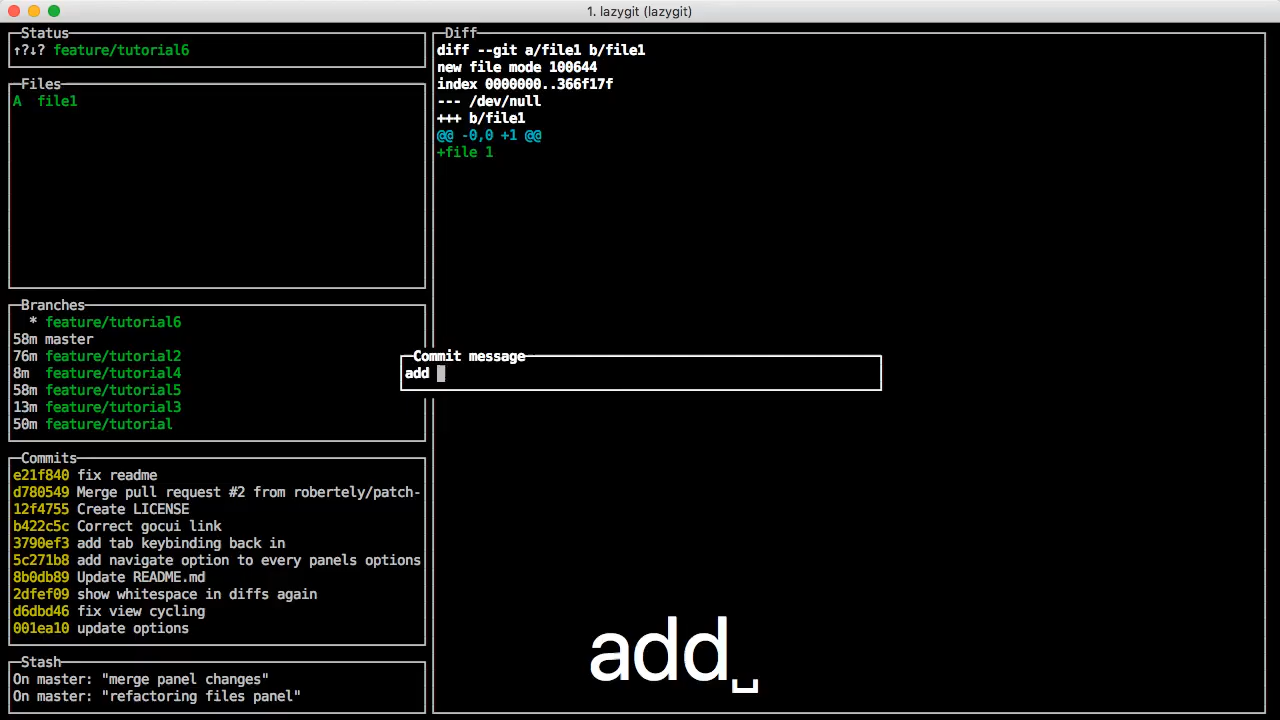 1. lazygit (lazygit)
Status
↑?↓? feature/tutorial6
Files
A  file1
Branches
* feature/tutorial6
58m master
76m feature/tutorial2
8m  feature/tutorial4
58m feature/tutorial5
13m feature/tutorial3
50m feature/tutorial
Commits
e21f840 fix readme
d780549 Merge pull request #2 from robertely/patch-
12f4755 Create LICENSE
b422c5c Correct gocui link
3790ef3 add tab keybinding back in
5c271b8 add navigate option to every panels options
8b0db89 Update README.md
2dfef09 show whitespace in diffs again
d6dbd46 fix view cycling
001ea10 update options
Stash
On master: "merge panel changes"
On master: "refactoring files panel"
Diff
diff --git a/file1 b/file1
new file mode 100644
index 0000000..366f17f
--- /dev/null
+++ b/file1
@@ -0,0 +1 @@
+file 1
Commit message
add
add␣